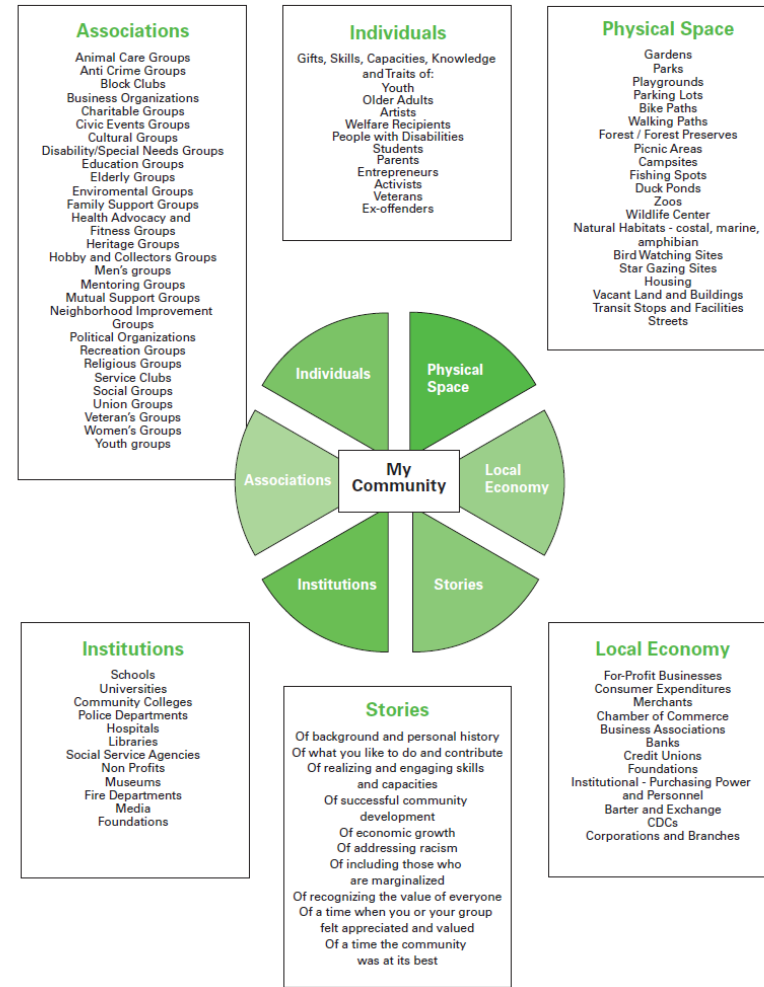 Associations
Animal Care Groups
Anti Crime Groups
Block Clubs
Business Organizations
Charitable Groups
Civic Events Groups
Cultural Groups
Disability/Special Needs Groups
Education Groups
Elderly Groups
Enviromental Groups
Family Support Groups
Health Advocacy and
Fitness Groups
Heritage Groups
Hobby and Collectors Groups
Men's groups
Mentoring Groups
Mutual Support Groups
Neighborhood Improvement
Groups
Political Organizations
Recreation Groups
Religious Groups
Service Clubs
Social Groups
Union Groups
Veteran's Groups
Women's Groups
Youth groups
Individuals
Gifts, Skills, Capacities, Knowledge
and Traits of:
Youth
Older Adults
Artists
Welfare Recipients
People with Disabilities
Students
Parents
Entrepreneurs
Activists
Veterans
Ex-offenders
Physical Space
Gardens
Parks
Playgrounds
Parking Lots
Bike Paths
Walking Paths
Forest / Forest Preserves
Picnic Areas
Campsites
Fishing Spots
Duck Ponds
Zoos
Wildlife Center
Natural Habitats - costal, marine,
amphibian
Bird Watching Sites
Star Gazing Sites
Housing
Vacant Land and Buildings
Transit Stops and Facilities
Streets
Individuals
Physical
Space
Associations
My
Community
Local
Economy
Institutions
Stories
Institutions
Schools
Universities
Community Colleges
Police Departments
Hospitals
Libraries
Social Service Agencies
Non Profits
Museums
Fire Departments
Media
Foundations
Stories
Of background and personal history
Of what you like to do and contribute
Of realizing and engaging skills
and capacities
Of successful community
development
Of economic growth
Of addressing racism
Of including those who
are marginalized
Of recognizing the value of everyone
Of a time when you or your group
felt appreciated and valued
Of a time the community
was at its best
Local Economy
For-Profit Businesses
Consumer Expenditures
Merchants
Chamber of Commerce
Business Associations
Banks
Credit Unions
Foundations
Institutional - Purchasing Power
and Personnel
Barter and Exchange
CDCs
Corporations and Branches